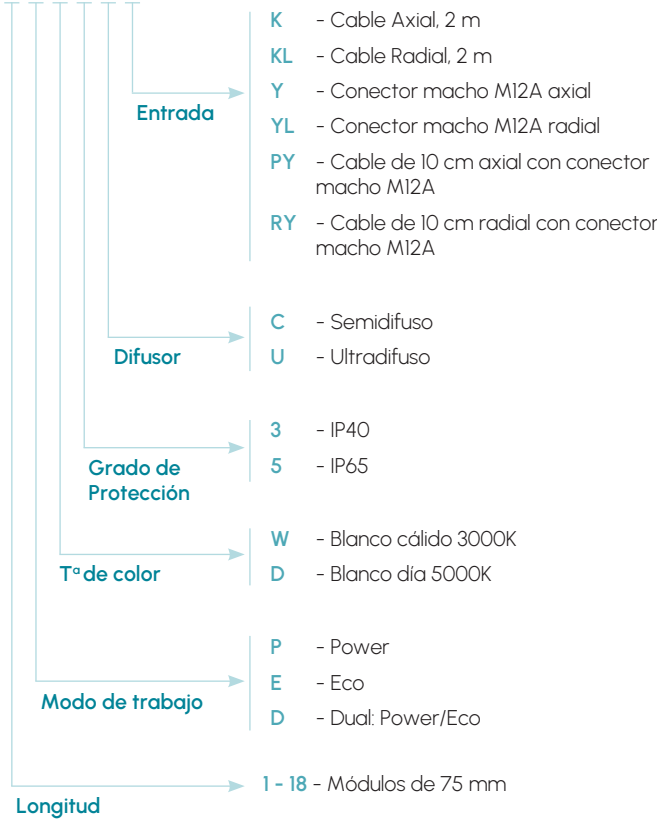 K - Cable Axial, 2 m
KL - Cable Radial, 2 m
Y - Conector macho M12A axial
Entrada
YL - Conector macho M12A radial
PY - Cable de 10 cm axial con conector
macho M12A
RY - Cable de 10 cm radial con conector
macho M12A
C - Semidifuso
Difusor
U - Ultradifuso
3 - IP40
Grado de
Protección
5 - IP65
W - Blanco cálido 3000K
Tª de color
D - Blanco día 5000K
P - Power
E - Eco
Modo de trabajo
D - Dual: Power/Eco
1 - 18 - Módulos de 75 mm
Longitud